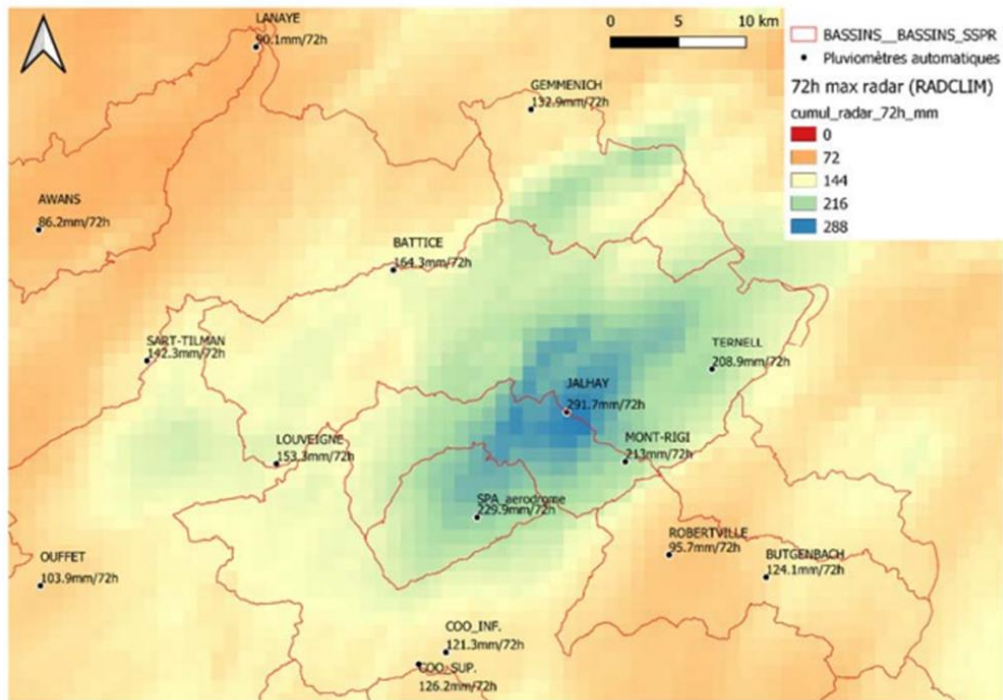 LANAYE
90.1mm/72h
0 5 10 km
BASSINS__BASSINS_SSPR
Pluviomètres automatiques
72h max radar (RADCLIM)
cumul_radar_72h_mm
0
72
144
216
288
GEMMENICH
132.9mm/72h
AWANS
86.2mm/72h
BATTICE
164.3mm/72h
SART-TILMAN
142.3mm/72h
TERNELL
208.9mm/72h
JALHAY
291.7mm/72h
LOUVEIGNE
153.3mm/72h
MONT-RIGI
213mm/72h
SPA_aerodrome
229.9mm/72h
OUFFET
103.9mm/72h
ROBERTVILLE
95.7mm/72h
BUTGENBACH
124.1mm/72h
COO_INF.
121.3mm/72h
COO_SUP.
126.2mm/72h